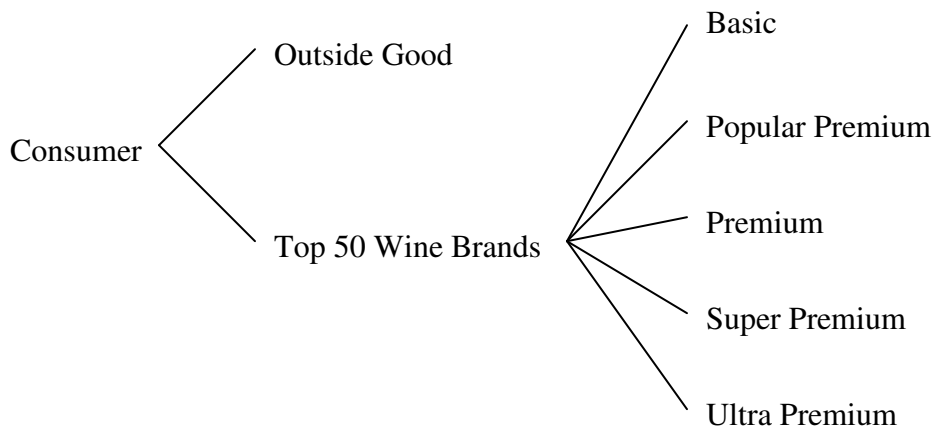 Consumer
Outside Good
Top 50 Wine Brands
Basic
Popular Premium
Premium
Super Premium
Ultra Premium